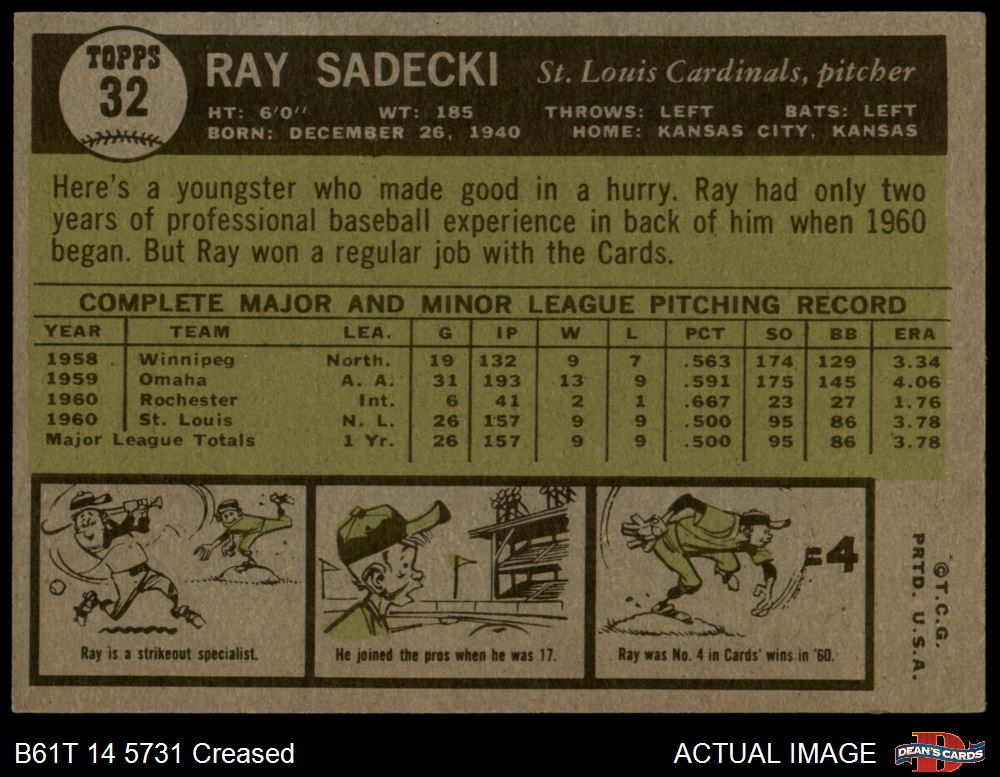 TOPPS
32
RAY SADECKI St. Louis Cardinals, pitcher
HT: 6'0'' WT: 185 THROWS: LEFT BATS: LEFT
BORN: DECEMBER 26, 1940 HOME: KANSAS CITY, KANSAS
Here's a youngster who made good in a hurry. Ray had only two
years of professional baseball experience in back of him when 1960
began. But Ray won a regular job with the Cards.
COMPLETE MAJOR AND MINOR LEAGUE PITCHING RECORD
YEAR TEAM LEA. G IP W L PCT SO BB ERA
1958 Winnipeg North. 19 132 9 7 .563 174 129 3.34
1959 Omaha A. A. 31 193 13 9 .591 175 145 4.06
1960 Rochester Int. 6 41 2 1 .667 23 27 1.76
1960 St. Louis N. L. 26 157 9 9 .500 95 86 3.78
Major League Totals 1 Yr. 26 157 9 9 .500 95 86 3.78
Ray is a strikeout specialist.
He joined the pros when he was 17.
=4
Ray was No. 4 in Cards' wins in '60.
©T.C.G.
PRTD. U.S.A.
B61T 14 5731 Creased
ACTUAL IMAGE
D
DEAN'S CARDS